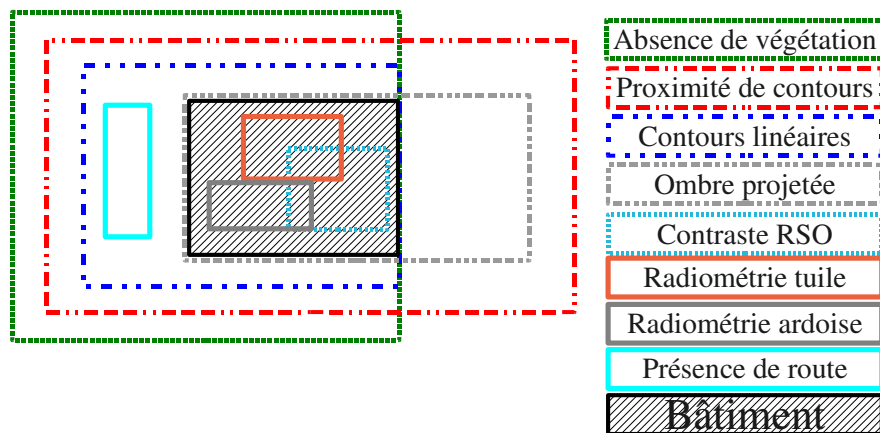 Absence de végétation
Proximité de contours
Contours linéaires
Ombre projetée
Contraste RSO
Radiométrie tuile
Radiométrie ardoise
Présence de route
Bâtiment